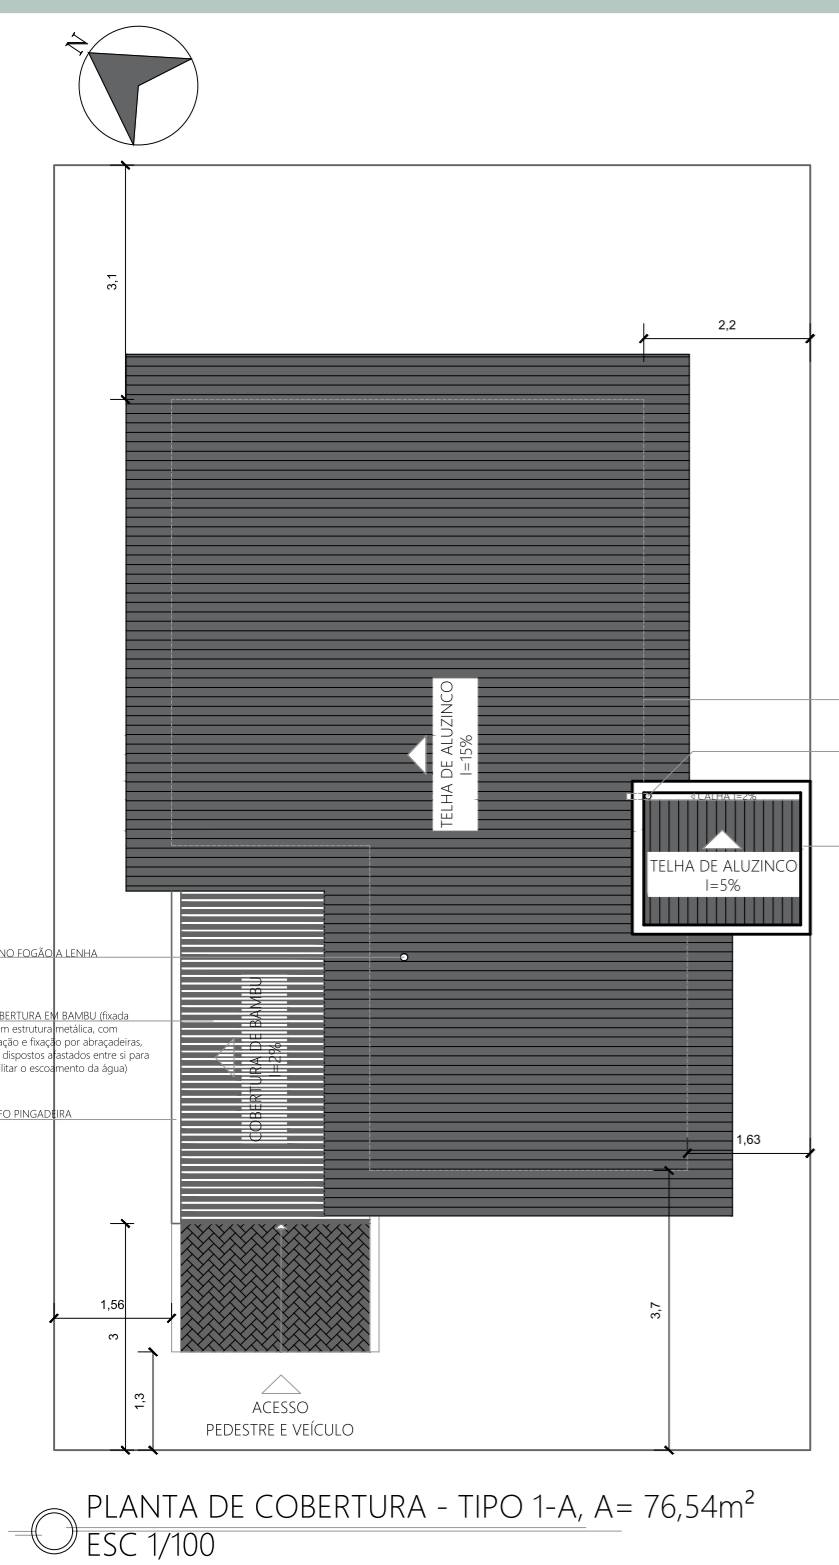 N
3,1
2,2
TELHA DE ALUZINCO
I=15%
CALHA I=2%
TELHA DE ALUZINCO
I=5%
NO FOGÃO A LENHA
COBERTURA DE BAMBU
I=2%
BERTURA EM BAMBU (fixada
m estrutura metálica, com
ação e fixação por abraçadeiras,
dispostos afastados entre si para
litar o escoamento da água)
FO PINGADEIRA
1,63
1,56
3
3,7
1,3
ACESSO
PEDESTRE E VEÍCULO
PLANTA DE COBERTURA - TIPO 1-A, A= 76,54m²
ESC 1/100